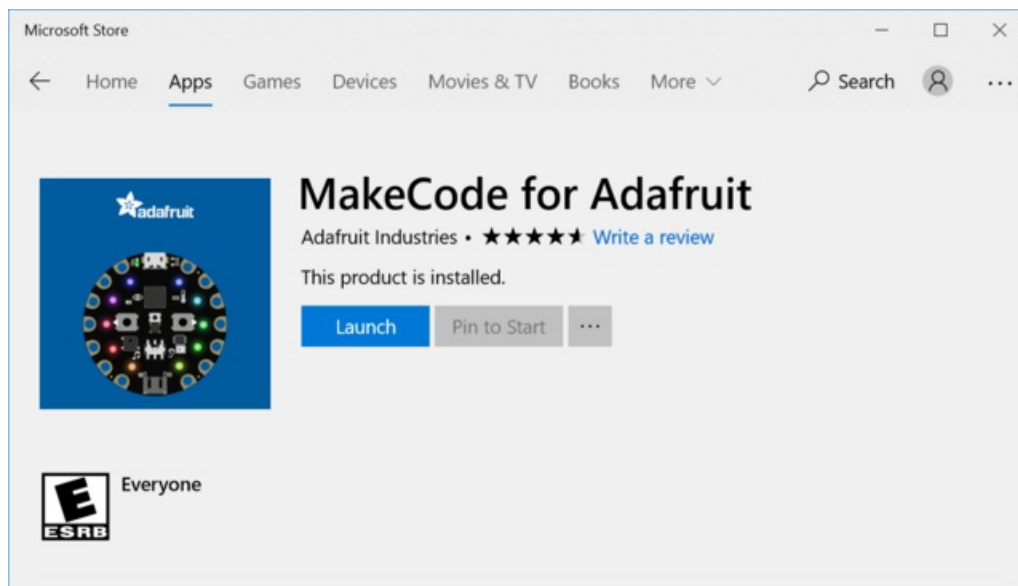 Microsoft Store
Home Apps Games Devices Movies & TV Books More Search
adafruit
MakeCode for Adafruit
Adafruit Industries • ★★★★★ Write a review
This product is installed.
Launch Pin to Start ...
E
ESRB
Everyone